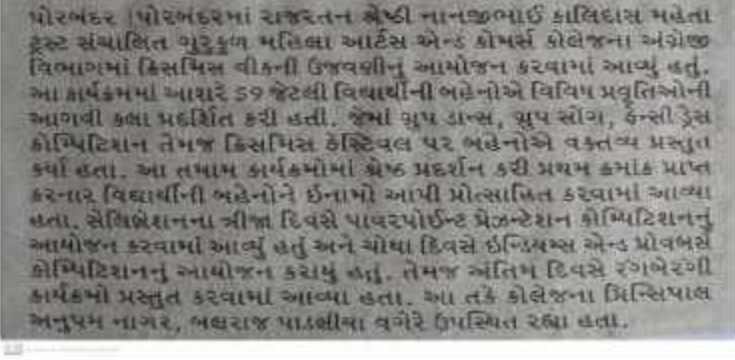 પોરબંદર |પોરબંદરમાં રાજરતન શ્રેષ્ઠી નાનજીભાઈ કાલિદાસ મહેતા
ટ્રસ્ટ સંચાલિત ગુરુકુળ મહિલા આર્ટસ એન્ડ કોમર્સ કોલેજના અંગ્રેજી
વિભાગમાં ક્રિસમિસ વીકની ઉજવણીનું આયોજન કરવામાં આવ્યું હતું.
આ કાર્યક્રમમાં આશરે 59 જેટલી વિદ્યાર્થીની બહેનોએ વિવિધ પ્રવૃતિઓની
આગવી કલા પ્રદર્શિત કરી હતી. જેમાં ગ્રુપ ડાન્સ, ગ્રુપ સોંગ, ફેન્સી ડ્રેસ
કોમ્પિટિશન તેમજ ક્રિસમિસ ફેસ્ટિવલ પર બહેનોએ વક્તવ્ય પ્રસ્તુત
કર્યા હતા. આ તમામ કાર્યક્રમોમાં શ્રેષ્ઠ પ્રદર્શન કરી પ્રથમ ક્રમાંક પ્રાપ્ત
કરનાર વિદ્યાર્થીની બહેનોને ઇનામો આપી પ્રોત્સાહિત કરવામાં આવ્યા
હતા. સેલિબ્રેશનના ત્રીજા દિવસે પાવરપોઈન્ટ પ્રેઝન્ટેશન કોમ્પિટિશનનું
આયોજન કરવામાં આવ્યું હતું અને ચોથા દિવસે ઇન્ડિયમ્સ એન્ડ પ્રોવબર્સ
કોમ્પિટિશનનું આયોજન કરાયું હતું. તેમજ અંતિમ દિવસે રંગબેરંગી
કાર્યક્રમો પ્રસ્તુત કરવામાં આવ્યા હતા. આ તકે કોલેજના પ્રિન્સિપાલ
અનુપમ નાગર, બલરાજ પાડલીયા વગેરે ઉપસ્થિત રહ્યા હતા.